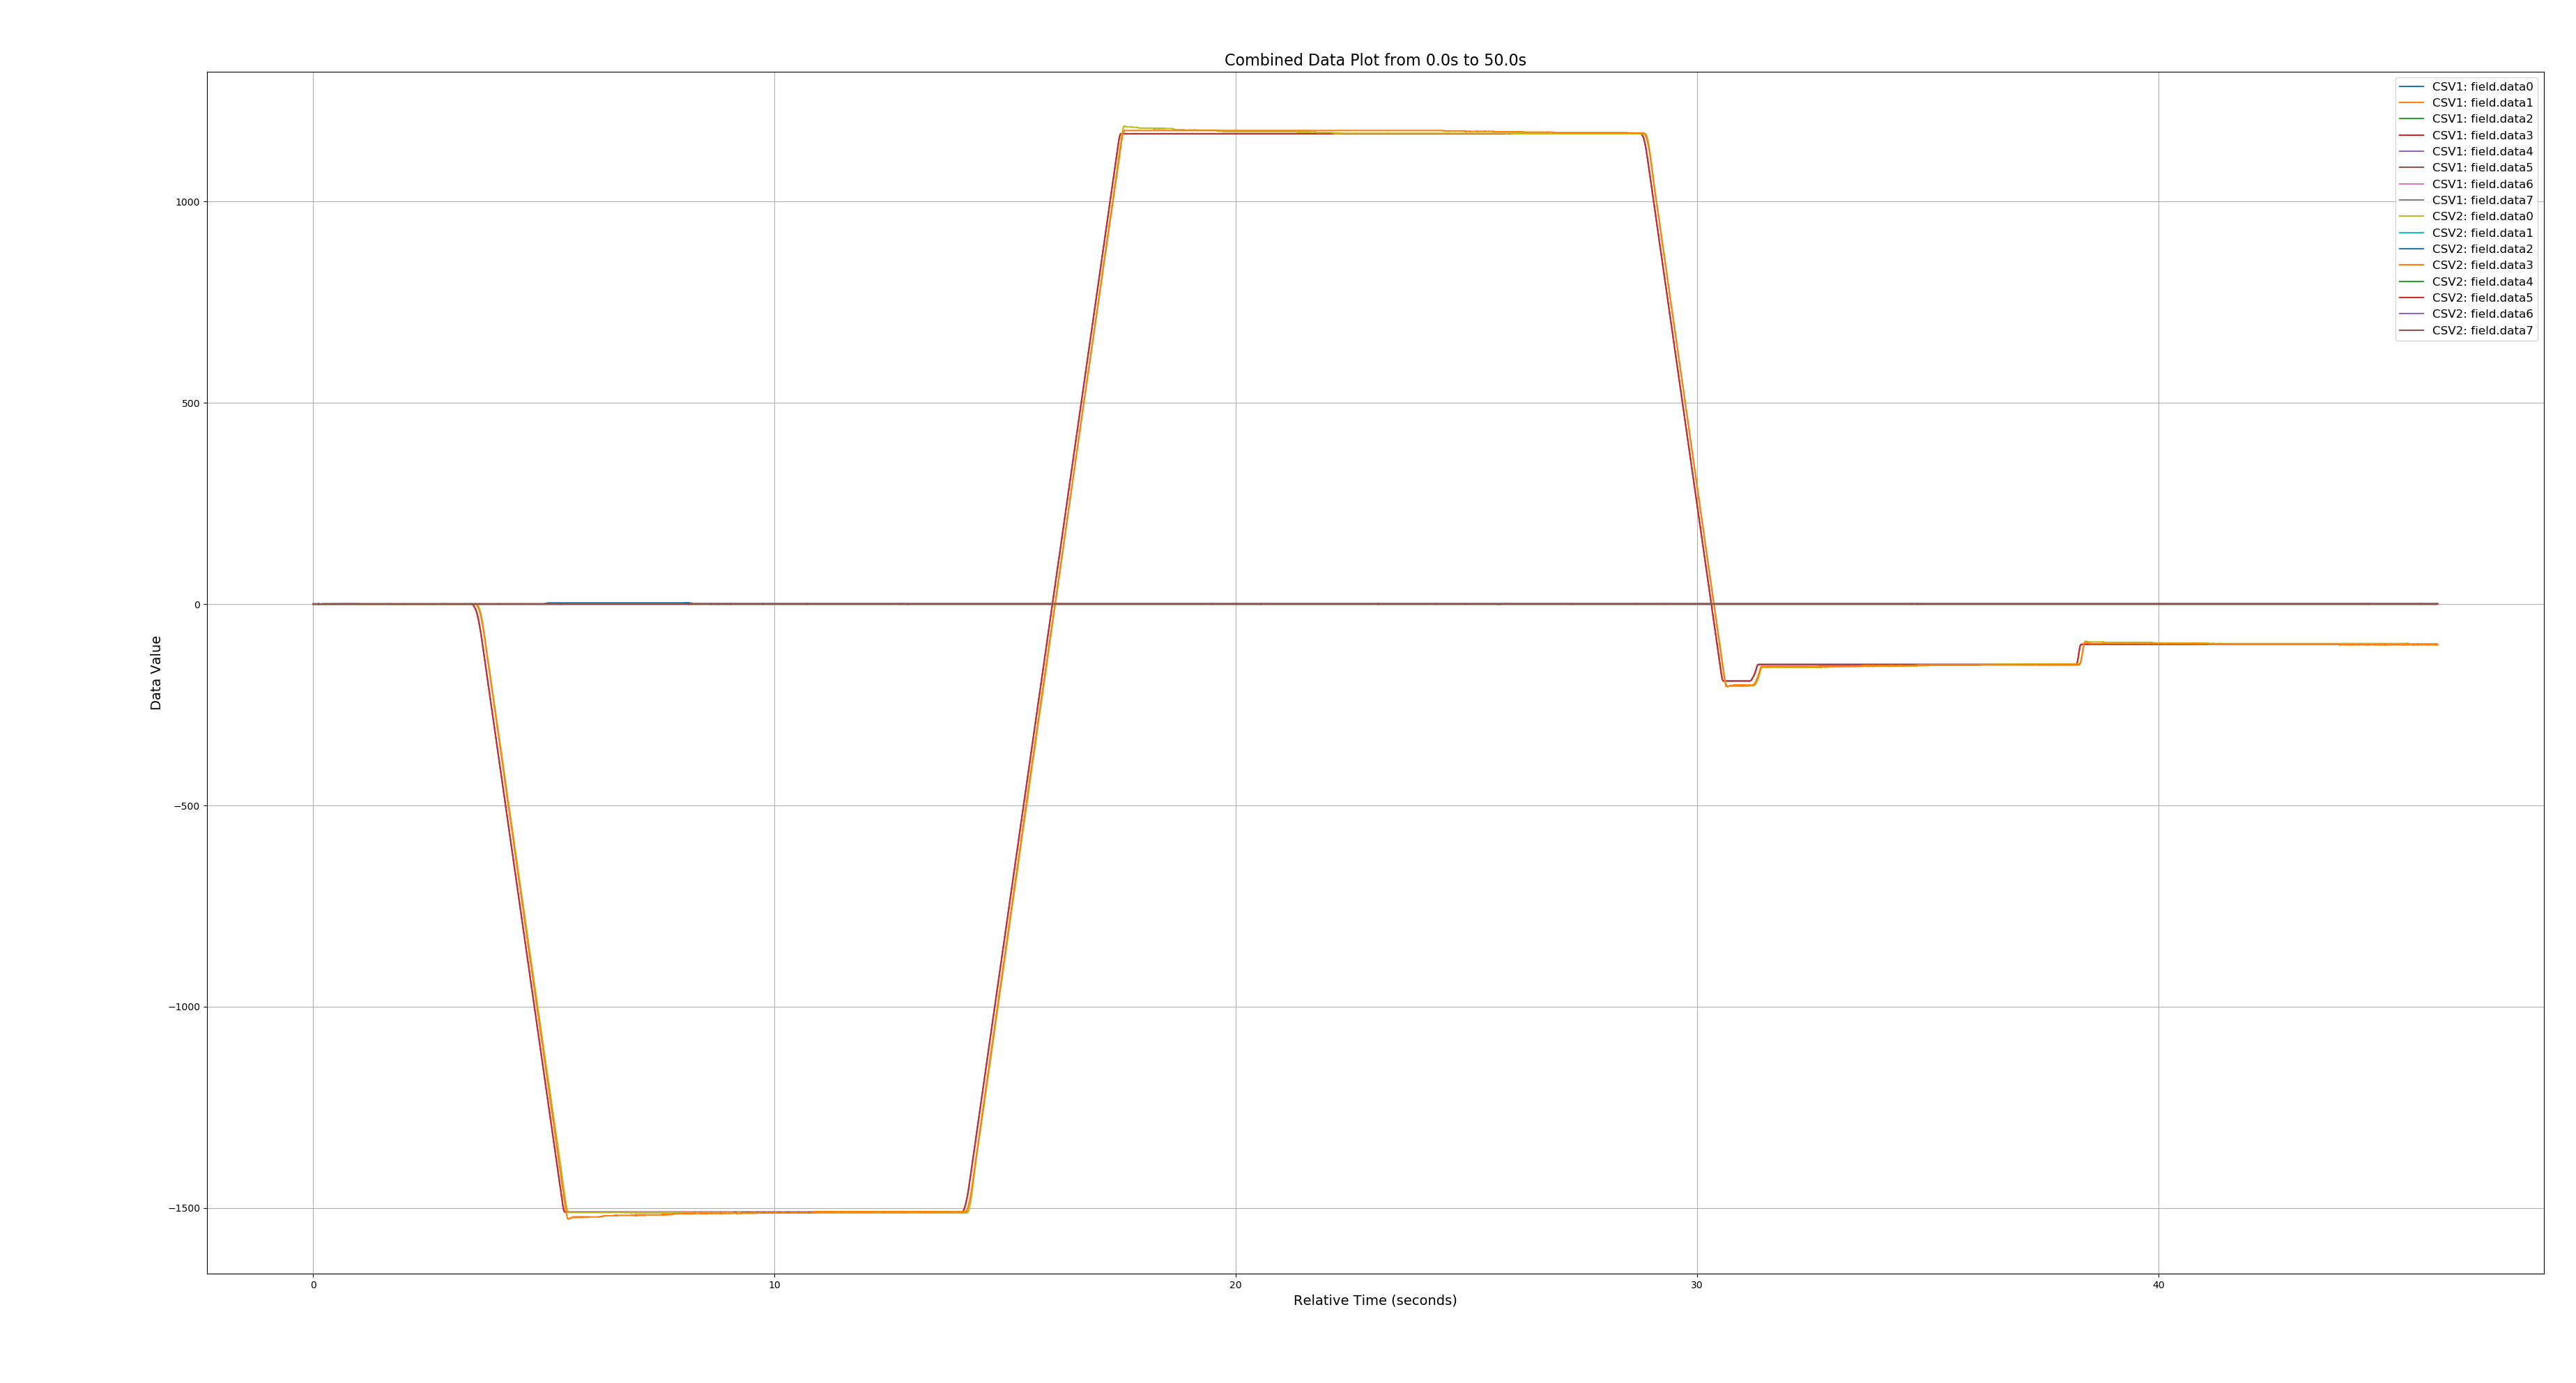 Combined Data Plot from 0.0s to 50.0s
CSV1: field.data0
CSV1: field.data1
CSV1: field.data2
CSV1: field.data3
CSV1: field.data4
CSV1: field.data5
CSV1: field.data6
CSV1: field.data7
CSV2: field.data0
CSV2: field.data1
CSV2: field.data2
CSV2: field.data3
CSV2: field.data4
CSV2: field.data5
CSV2: field.data6
CSV2: field.data7
1000
500
0
−500
−1000
−1500
Data Value
0 10 20 30 40
Relative Time (seconds)